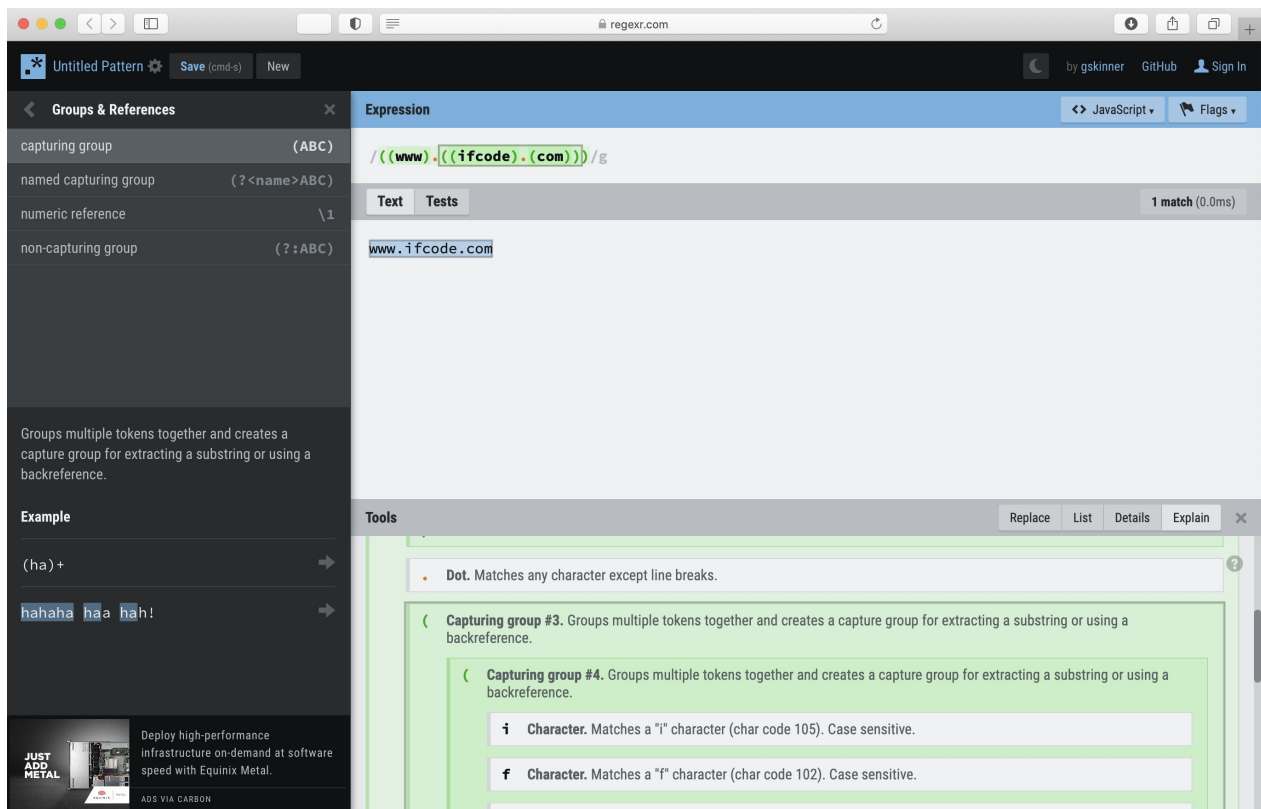 regexr.com
Untitled Pattern
Save (cmd-s)
New
by gskinner
GitHub
Sign In
Groups & References
capturing group (ABC)
named capturing group (?<name>ABC)
numeric reference \1
non-capturing group (?:ABC)
Groups multiple tokens together and creates a
capture group for extracting a substring or using a
backreference.
Example
(ha)+
hahaha haa hah!
JUST
ADD
METAL
EQUINIX METAL
Deploy high-performance
infrastructure on-demand at software
speed with Equinix Metal.
ADS VIA CARBON
Expression
<> JavaScript
Flags
/((www).((ifcode).(com)))/g
Text
Tests
1 match (0.0ms)
www.ifcode.com
Tools
Replace
List
Details
Explain
. Dot. Matches any character except line breaks.
( Capturing group #3. Groups multiple tokens together and creates a capture group for extracting a substring or using a
backreference.
( Capturing group #4. Groups multiple tokens together and creates a capture group for extracting a substring or using a
backreference.
i Character. Matches a "i" character (char code 105). Case sensitive.
f Character. Matches a "f" character (char code 102). Case sensitive.